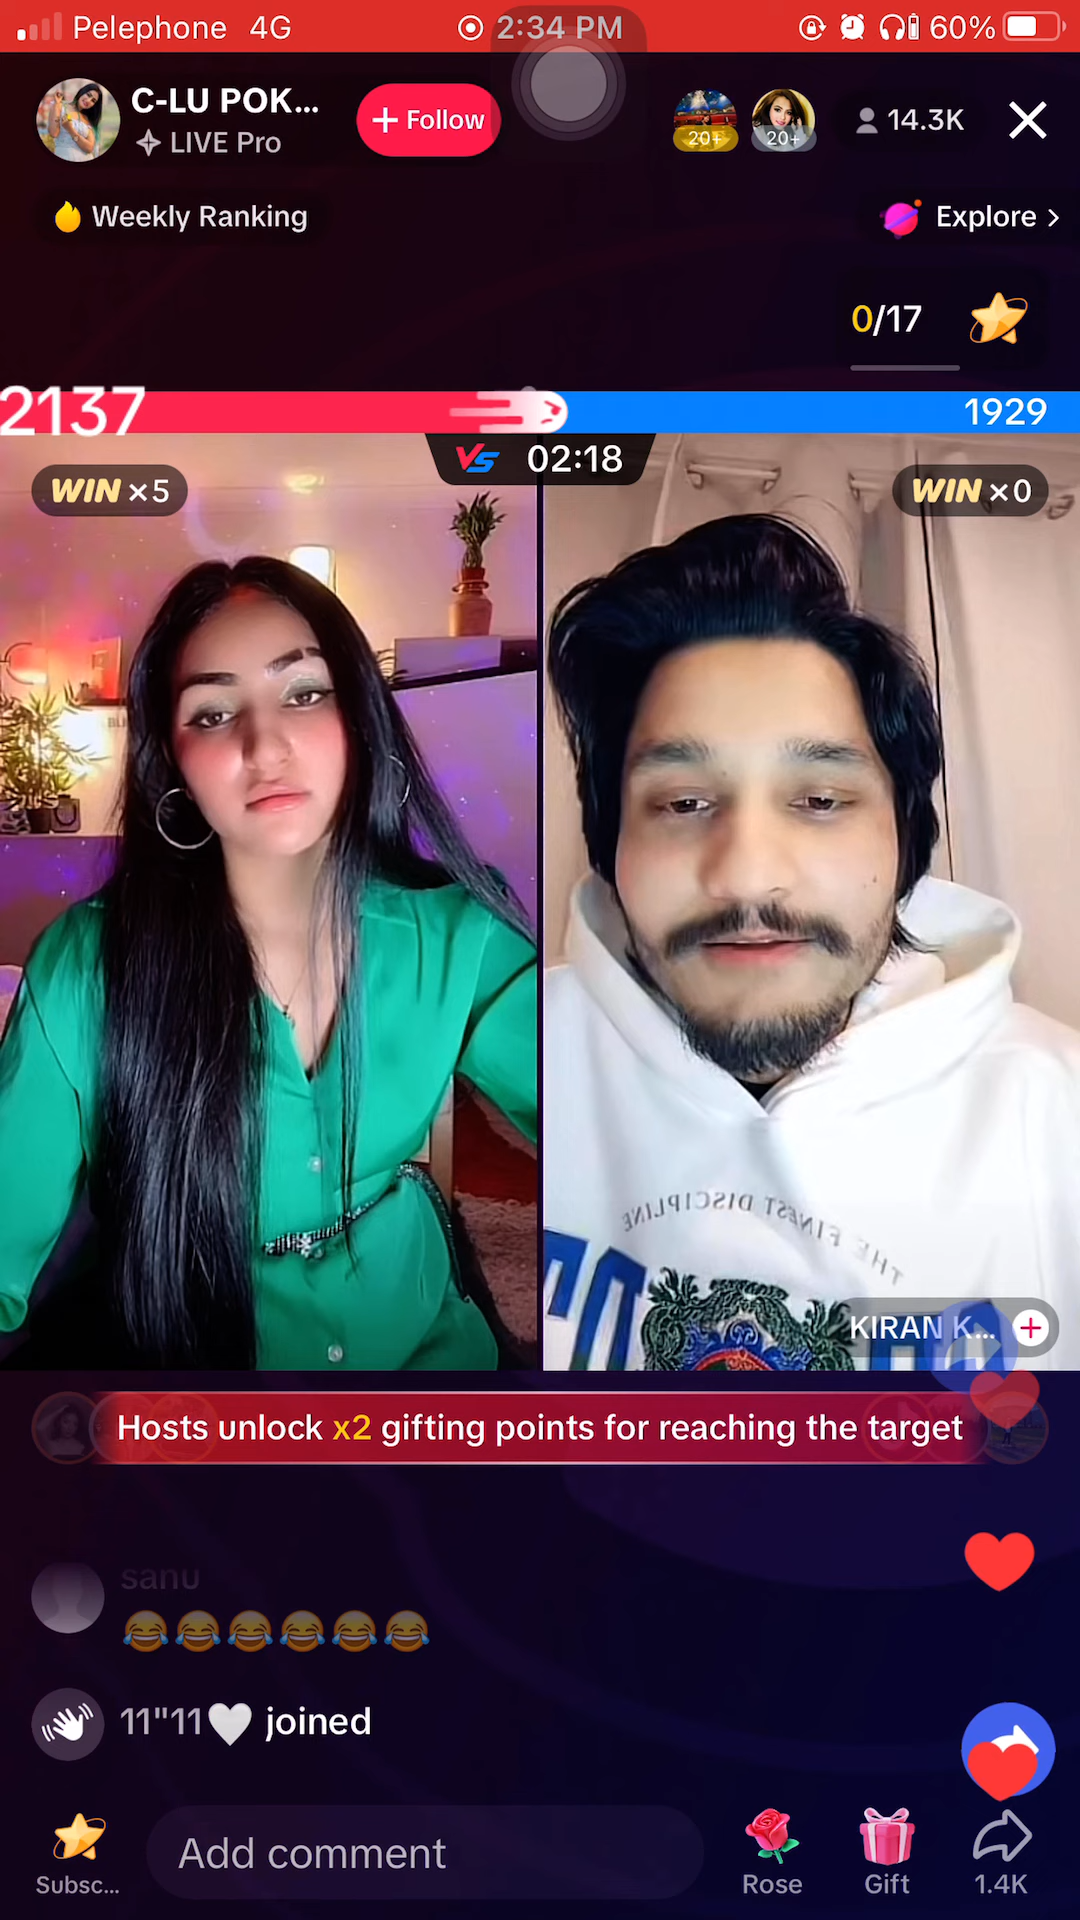 Pelephone 4G 2:34 PM 60%
C-LU POK...
LIVE Pro
+ Follow
20+ 20+
14.3K
Weekly Ranking
Explore >
0/17
2137
1929
VS 02:18
WIN ×5
WIN ×0
THE FINEST DISCIPLINE
KIRAN K... +
Hosts unlock x2 gifting points for reaching the target
sanu
😂😂😂😂😂😂
11"11🤍 joined
Add comment
Subsc...
Rose
Gift
1.4K